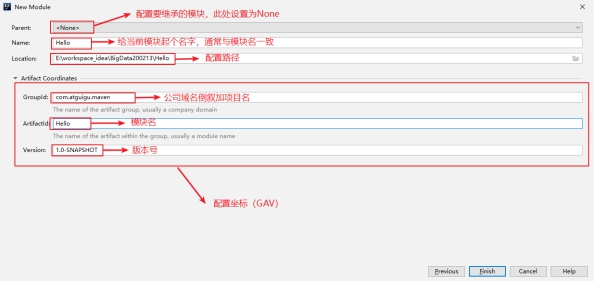 New Module
配置要继承的模块，此处设置为None
Parent: <None>
Name: Hello 给当前模块起个名字，通常与模块名一致
Location: E:\workspace_idea\BigData200213\Hello 配置路径
Artifact Coordinates
GroupId: com.atguigu.maven 公司域名倒叙加项目名
The name of the artifact group, usually a company domain
ArtifactId: Hello 模块名
The name of the artifact within the group, usually a module name
Version: 1.0-SNAPSHOT 版本号
配置坐标（GAV）
Previous Finish Cancel Help